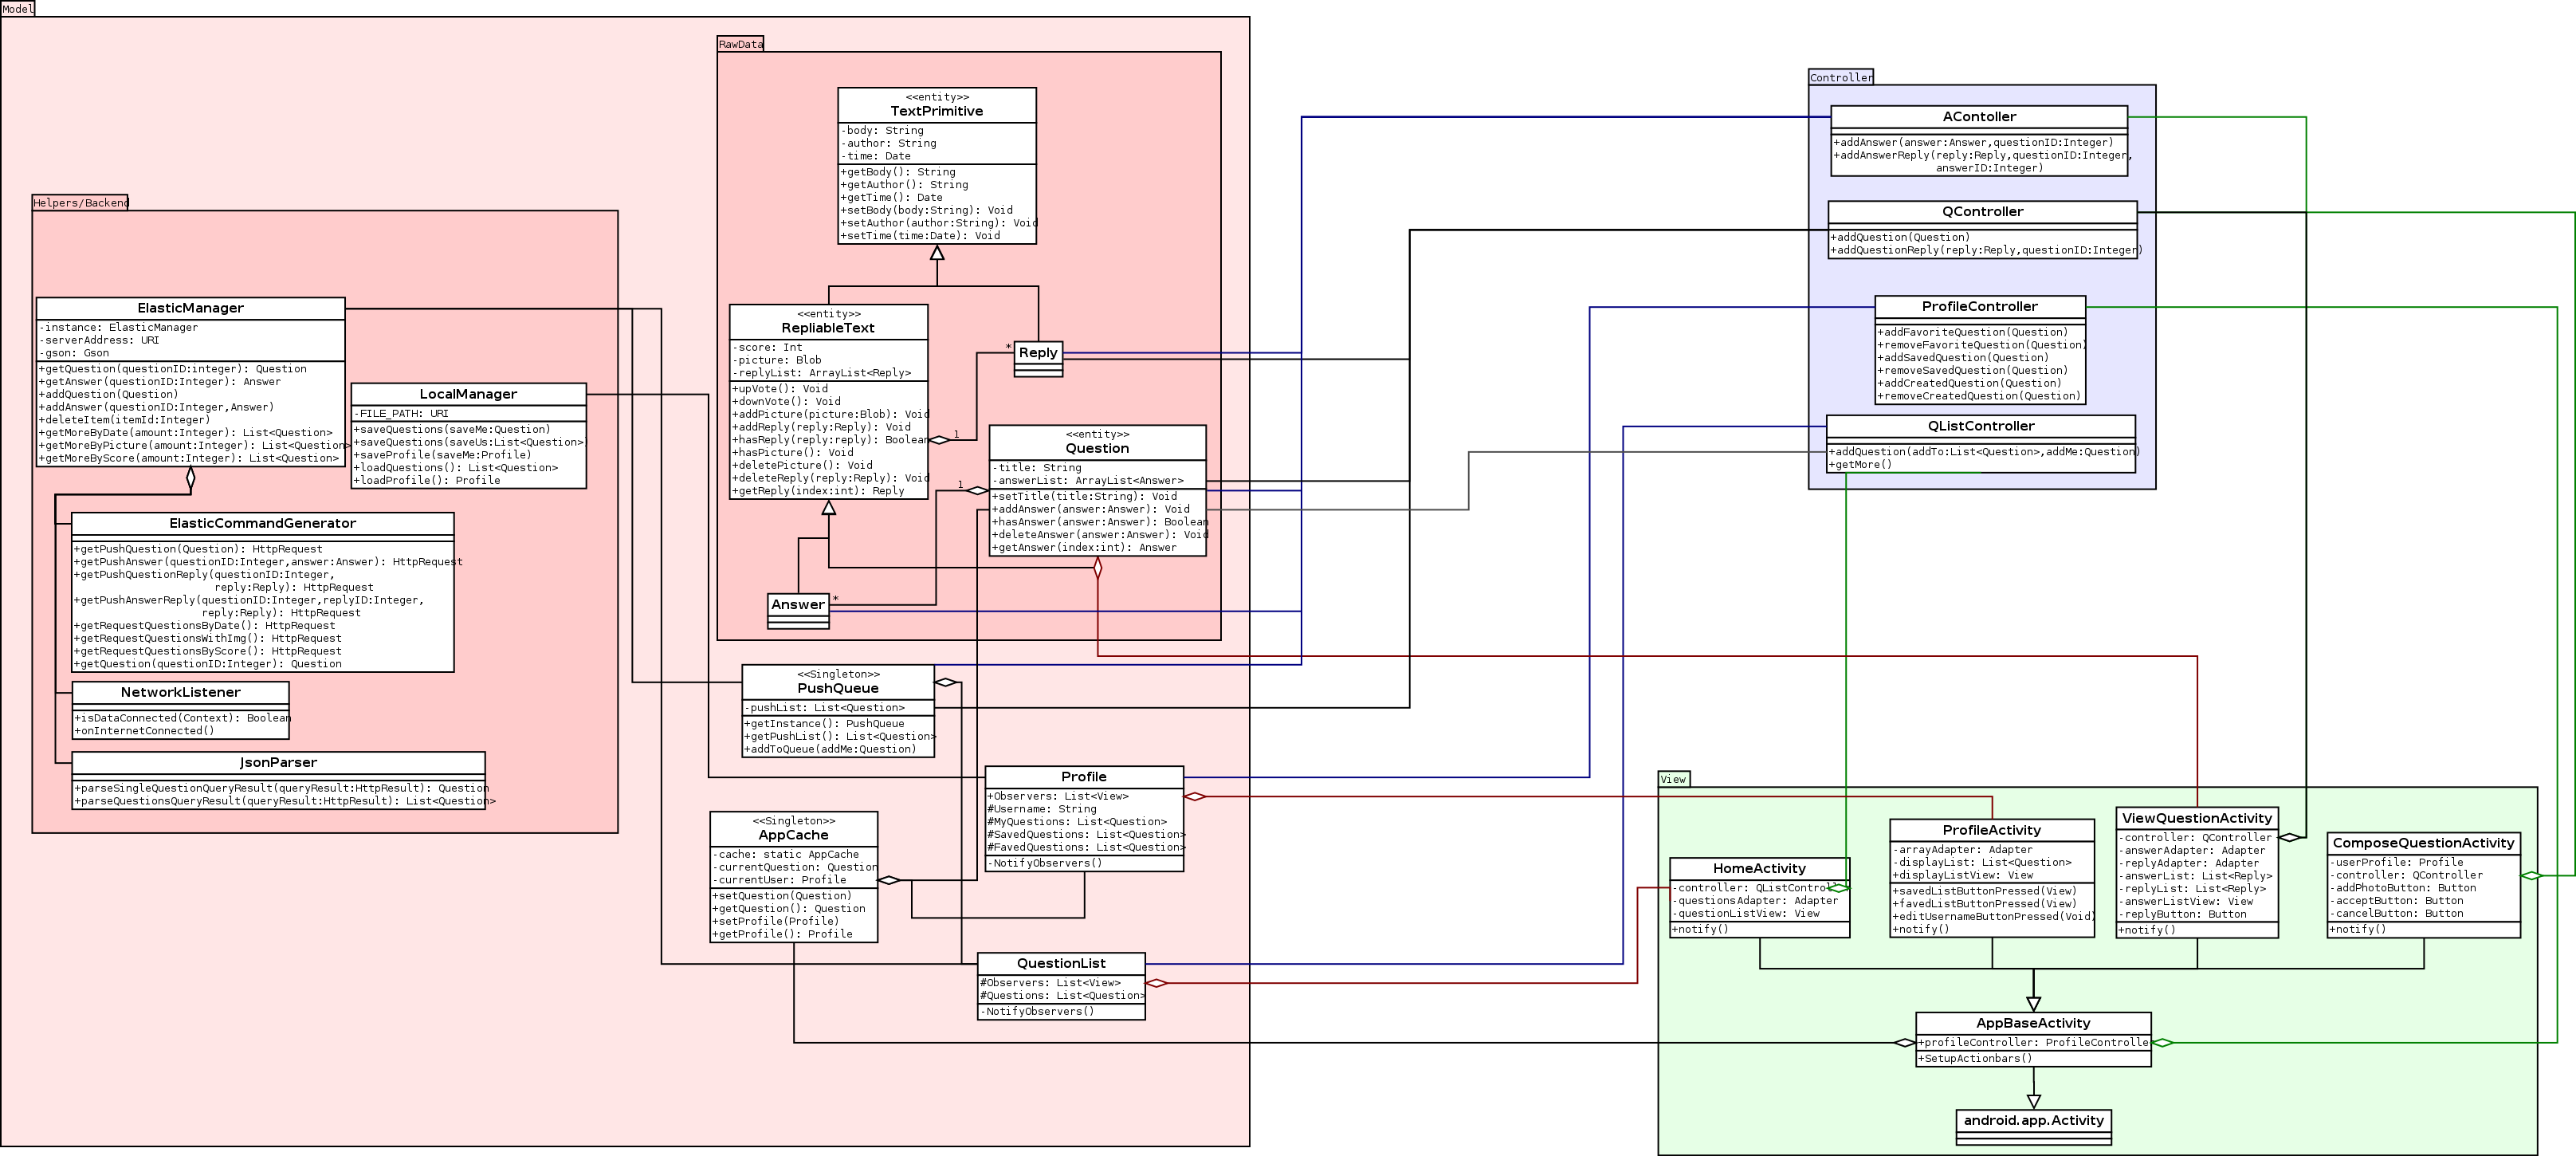 Model
RawData
<<entity>>
TextPrimitive
-body: String
-author: String
-time: Date
+getBody(): String
+getAuthor(): String
+getTime(): Date
+setBody(body:String): Void
+setAuthor(author:String): Void
+setTime(time:Date): Void
<<entity>>
RepliableText
-score: Int
-picture: Blob
-replyList: ArrayList<Reply>
+upVote(): Void
+downVote(): Void
+addPicture(picture:Blob): Void
+addReply(reply:Reply): Void
+hasReply(reply:reply): Boolean
+hasPicture(): Void
+deletePicture(): Void
+deleteReply(reply:Reply): Void
+getReply(index:int): Reply
*
Reply
1
<<entity>>
Question
-title: String
-answerList: ArrayList<Answer>
+setTitle(title:String): Void
+addAnswer(answer:Answer): Void
+hasAnswer(answer:Answer): Boolean
+deleteAnswer(answer:Answer): Void
+getAnswer(index:int): Answer
1
Answer
*
Helpers/Backend
ElasticManager
-instance: ElasticManager
-serverAddress: URI
-gson: Gson
+getQuestion(questionID:integer): Question
+getAnswer(questionID:Integer): Answer
+addQuestion(Question)
+addAnswer(questionID:Integer,Answer)
+deleteItem(itemId:Integer)
+getMoreByDate(amount:Integer): List<Question>
+getMoreByPicture(amount:Integer): List<Question>
+getMoreByScore(amount:Integer): List<Question>
LocalManager
-FILE_PATH: URI
+saveQuestions(saveMe:Question)
+saveQuestions(saveUs:List<Question>)
+saveProfile(saveMe:Profile)
+loadQuestions(): List<Question>
+loadProfile(): Profile
ElasticCommandGenerator
+getPushQuestion(Question): HttpRequest
+getPushAnswer(questionID:Integer,answer:Answer): HttpRequest
+getPushQuestionReply(questionID:Integer,
reply:Reply): HttpRequest
+getPushAnswerReply(questionID:Integer,replyID:Integer,
reply:Reply): HttpRequest
+getRequestQuestionsByDate(): HttpRequest
+getRequestQuestionsWithImg(): HttpRequest
+getRequestQuestionsByScore(): HttpRequest
+getQuestion(questionID:Integer): Question
NetworkListener
+isDataConnected(Context): Boolean
+onInternetConnected()
JsonParser
+parseSingleQuestionQueryResult(queryResult:HttpResult): Question
+parseQuestionsQueryResult(queryResult:HttpResult): List<Question>
<<Singleton>>
PushQueue
-pushList: List<Question>
+getInstance(): PushQueue
+getPushList(): List<Question>
+addToQueue(addMe:Question)
Profile
+Observers: List<View>
#Username: String
#MyQuestions: List<Question>
#SavedQuestions: List<Question>
#FavedQuestions: List<Question>
-NotifyObservers()
<<Singleton>>
AppCache
-cache: static AppCache
-currentQuestion: Question
-currentUser: Profile
+setQuestion(Question)
+getQuestion(): Question
+setProfile(Profile)
+getProfile(): Profile
QuestionList
#Observers: List<View>
#Questions: List<Question>
-NotifyObservers()
Controller
AContoller
+addAnswer(answer:Answer,questionID:Integer)
+addAnswerReply(reply:Reply,questionID:Integer,
answerID:Integer)
QController
+addQuestion(Question)
+addQuestionReply(reply:Reply,questionID:Integer)
ProfileController
+addFavoriteQuestion(Question)
+removeFavoriteQuestion(Question)
+addSavedQuestion(Question)
+removeSavedQuestion(Question)
+addCreatedQuestion(Question)
+removeCreatedQuestion(Question)
QListController
+addQuestion(addTo:List<Question>,addMe:Question)
+getMore()
View
HomeActivity
-controller:
-questionsAdapter: Adapter
-questionListView: View
+notify()
ProfileActivity
-arrayAdapter: Adapter
-displayList: List<Question>
+displayListView: View
+savedListButtonPressed(View)
+favedListButtonPressed(View)
+editUsernameButtonPressed(Void)
+notify()
ViewQuestionActivity
-controller: QController
-answerAdapter: Adapter
-replyAdapter: Adapter
-answerList: List<Reply>
-replyList: List<Reply>
-answerListView: View
-replyButton: Button
+notify()
ComposeQuestionActivity
-userProfile: Profile
-controller: QController
-addPhotoButton: Button
-acceptButton: Button
-cancelButton: Button
+notify()
AppBaseActivity
+profileController: ProfileControlle
+SetupActionbars()
android.app.Activity